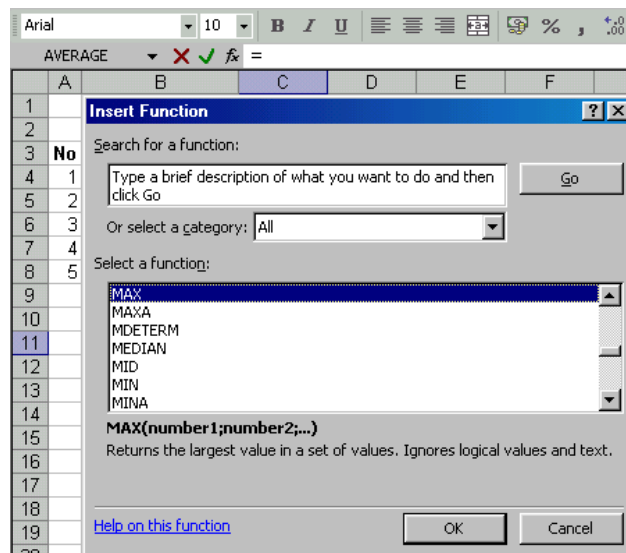 Arial 10 B I U % , ,00
AVERAGE fx =
A B C D E F
1 Insert Function ? X
2
3 No Search for a function:
4 1 Type a brief description of what you want to do and then Go
5 2 click Go
6 3 Or select a category: All
7 4
8 5 Select a function:
9 MAX
10 MAXA
MDETERM
11 MEDIAN
12 MID
13 MIN
MINA
14
15 MAX(number1;number2;...)
16 Returns the largest value in a set of values. Ignores logical values and text.
17
18
19 Help on this function OK Cancel